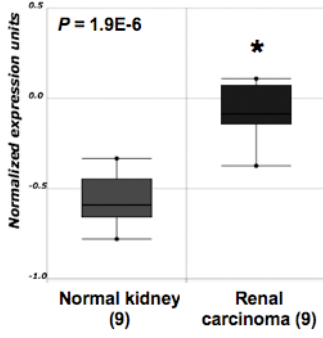 Normalized expression units
0.5
0.0
-0.5
-1.0
P = 1.9E-6
*
Normal kidney
(9)
Renal
carcinoma (9)